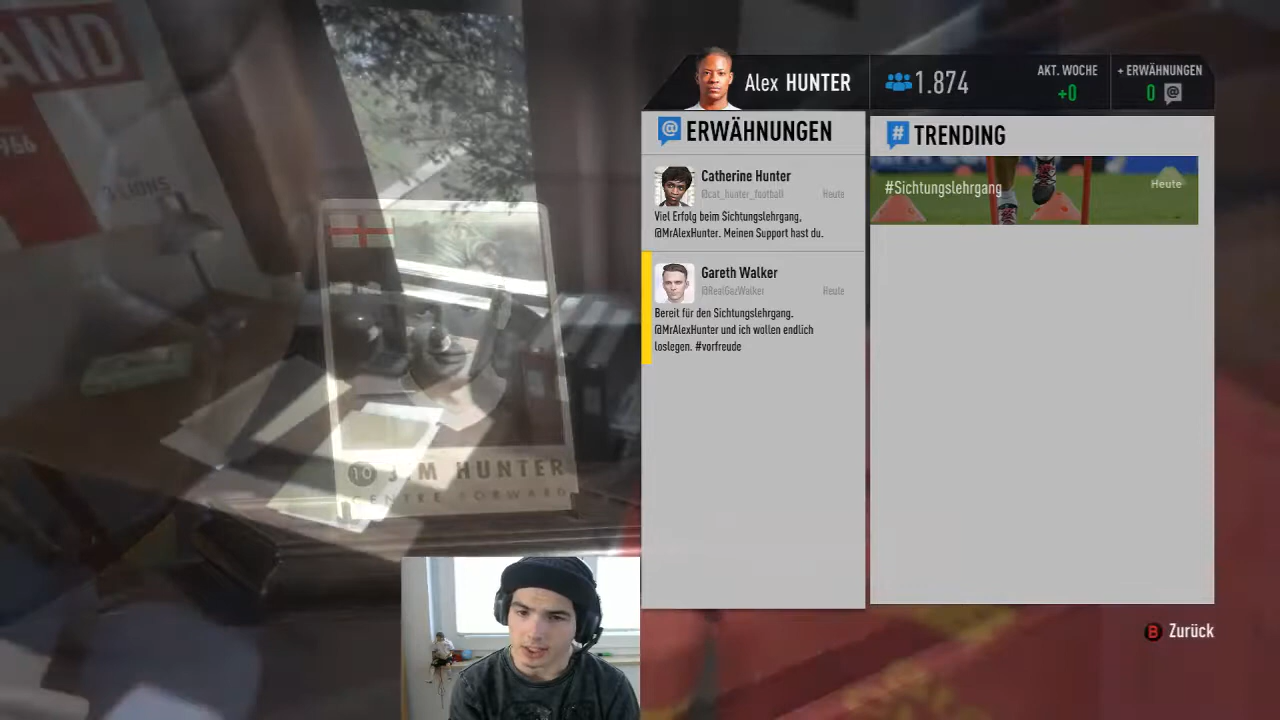 AND
1966
3 LIONS
10 JIM HUNTER
CENTRE FORWARD
Alex HUNTER
1.874
AKT. WOCHE
+0
+ ERWÄHNUNGEN
0 @
@ ERWÄHNUNGEN
Catherine Hunter
@cat_hunter_football Heute
Viel Erfolg beim Sichtungslehrgang,
@MrAlexHunter. Meinen Support hast du.
Gareth Walker
@RealGazWalker Heute
Bereit für den Sichtungslehrgang.
@MrAlexHunter und ich wollen endlich
loslegen. #vorfreude
# TRENDING
#Sichtungslehrgang Heute
B Zurück